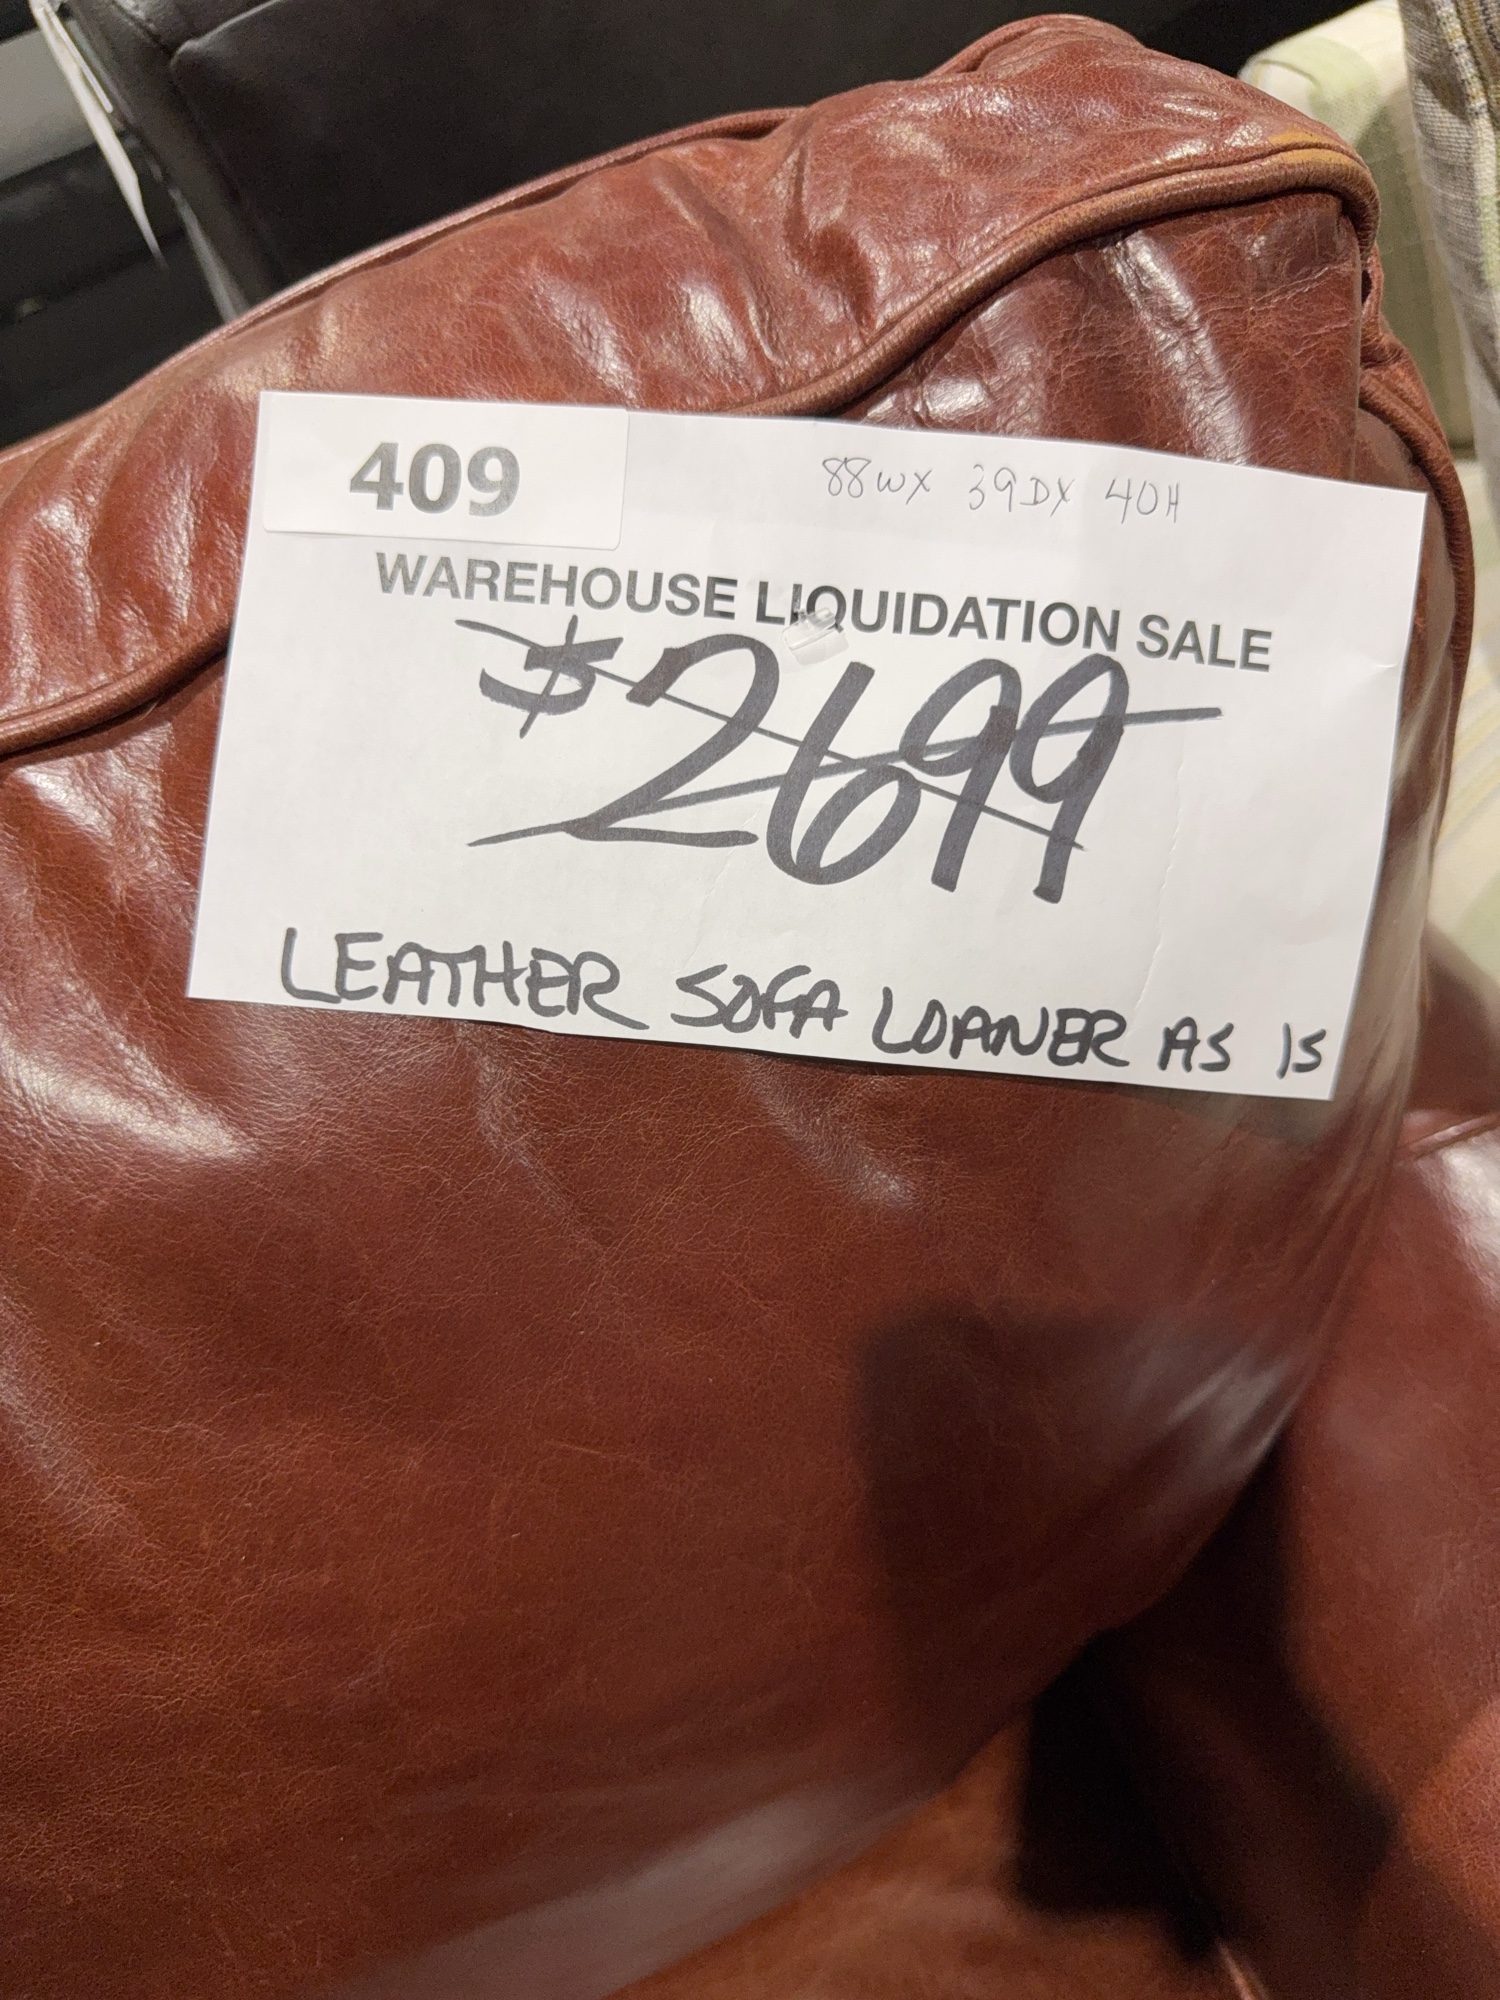 409
88WX 39DX 40H
WAREHOUSE LIQUIDATION SALE
$2699
LEATHER SOFA LOANER AS IS